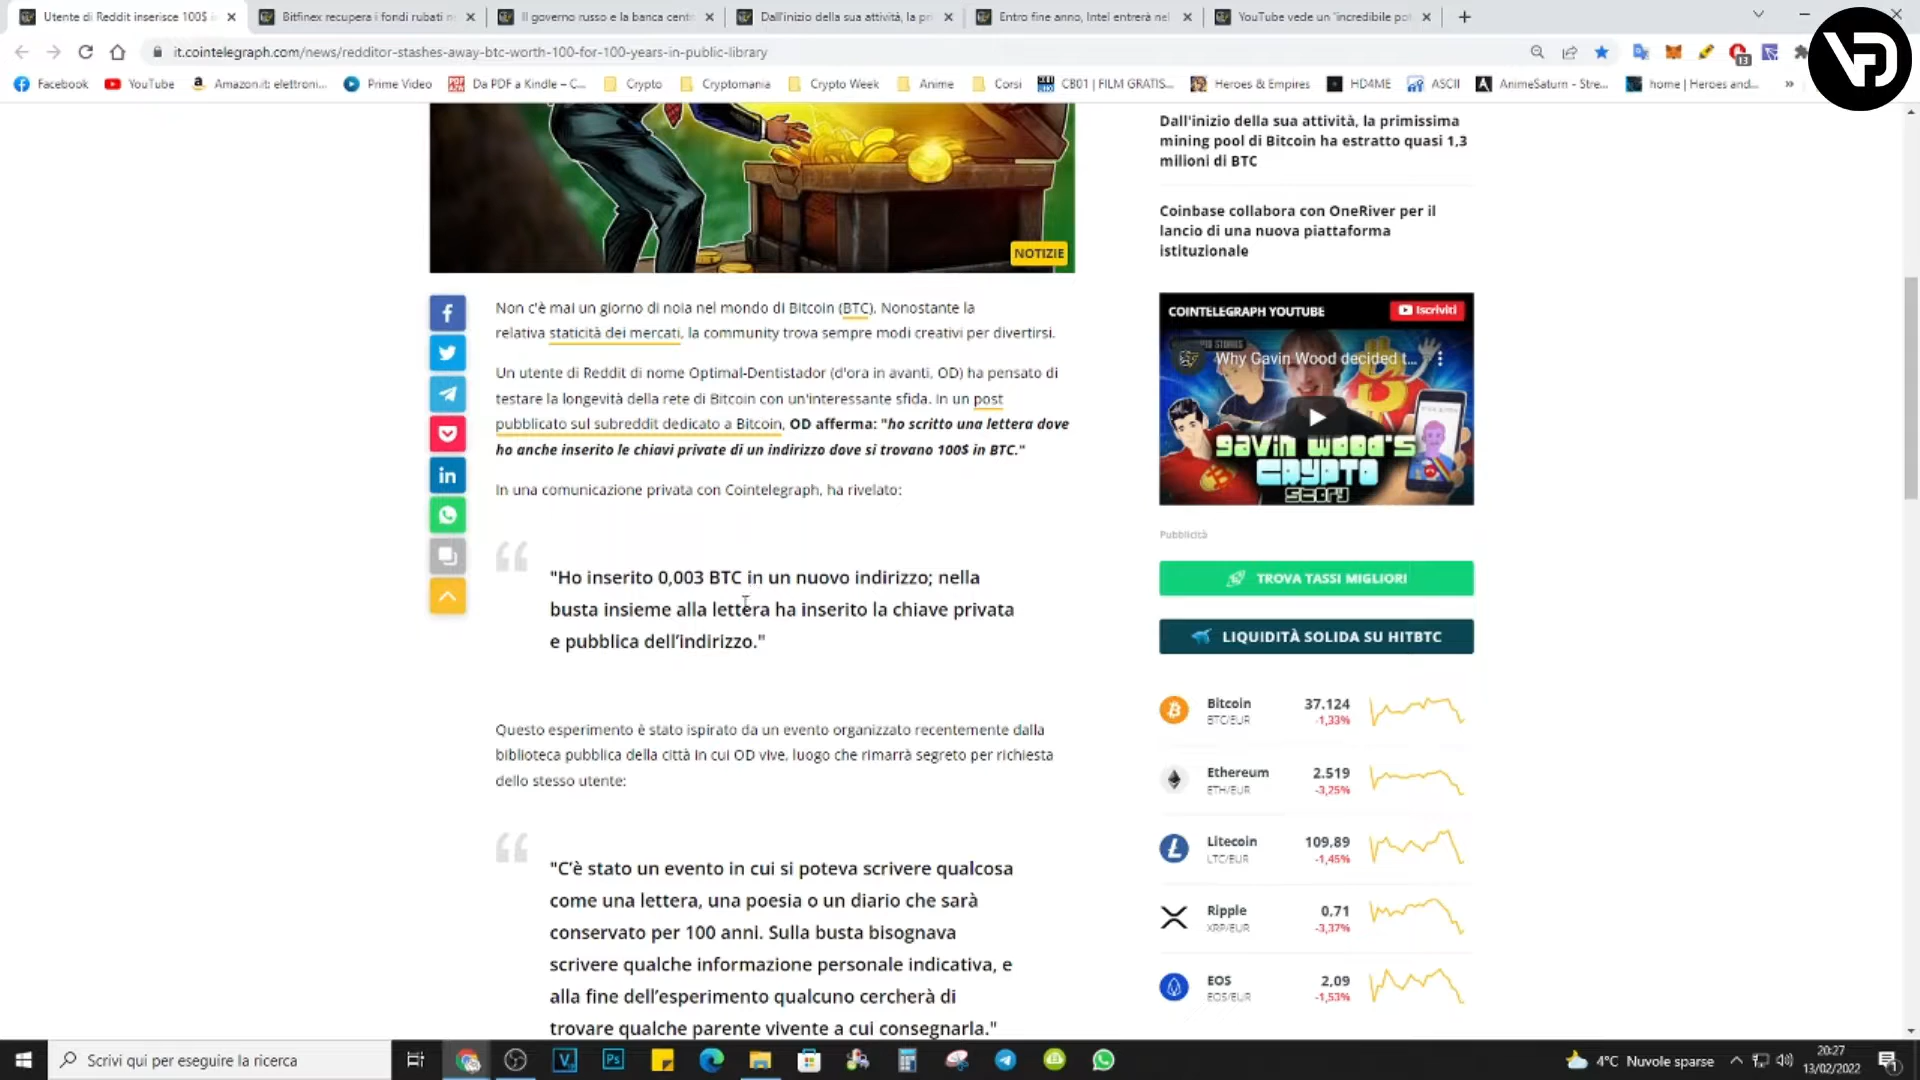 Utente di Reddit inserisce 100$ i
Bitfinex recupera i fondi rubati n
Il governo russo e la banca cent
Dall'inizio della sua attività, la pr
Entro fine anno, Intel entrerà nel
YouTube vede un "incredibile po
it.cointelegraph.com/news/redditor-stashes-away-btc-worth-100-for-100-years-in-public-library
13
Facebook
YouTube
Amazon.it: elettroni...
Prime Video
Da PDF a Kindle – C...
Crypto
Cryptomania
Crypto Week
Anime
Corsi
CB01 | FILM GRATIS...
Heroes & Empires
HD4ME
ASCII
AnimeSaturn - Stre...
home | Heroes and...
»
NOTIZIE
Non c'è mai un giorno di noia nel mondo di Bitcoin (BTC). Nonostante la
relativa staticità dei mercati, la community trova sempre modi creativi per divertirsi.
Un utente di Reddit di nome Optimal-Dentistador (d'ora in avanti, OD) ha pensato di
testare la longevità della rete di Bitcoin con un'interessante sfida. In un post
pubblicato sul subreddit dedicato a Bitcoin, OD afferma: "ho scritto una lettera dove
ho anche inserito le chiavi private di un indirizzo dove si trovano 100$ in BTC."
In una comunicazione privata con Cointelegraph, ha rivelato:
"Ho inserito 0,003 BTC in un nuovo indirizzo; nella
busta insieme alla lettera ha inserito la chiave privata
e pubblica dell'indirizzo."
Questo esperimento è stato ispirato da un evento organizzato recentemente dalla
biblioteca pubblica della città in cui OD vive, luogo che rimarrà segreto per richiesta
dello stesso utente:
"C'è stato un evento in cui si poteva scrivere qualcosa
come una lettera, una poesia o un diario che sarà
conservato per 100 anni. Sulla busta bisognava
scrivere qualche informazione personale indicativa, e
alla fine dell'esperimento qualcuno cercherà di
trovare qualche parente vivente a cui consegnarla."
Dall'inizio della sua attività, la primissima
mining pool di Bitcoin ha estratto quasi 1,3
milioni di BTC
Coinbase collabora con OneRiver per il
lancio di una nuova piattaforma
istituzionale
COINTELEGRAPH YOUTUBE
Iscriviti
Why Gavin Wood decided t...
GAVIN WOOD'S
CRYPTO
STORY
Pubblicità
TROVA TASSI MIGLIORI
LIQUIDITÀ SOLIDA SU HITBTC
Bitcoin 37.124
BTC/EUR -1,33%
Ethereum 2.519
ETH/EUR -3,25%
Litecoin 109,89
LTC/EUR -1,45%
Ripple 0,71
XRP/EUR -3,37%
EOS 2,09
EOS/EUR -1,53%
Scrivi qui per eseguire la ricerca
4°C Nuvole sparse
20:27
13/02/2022